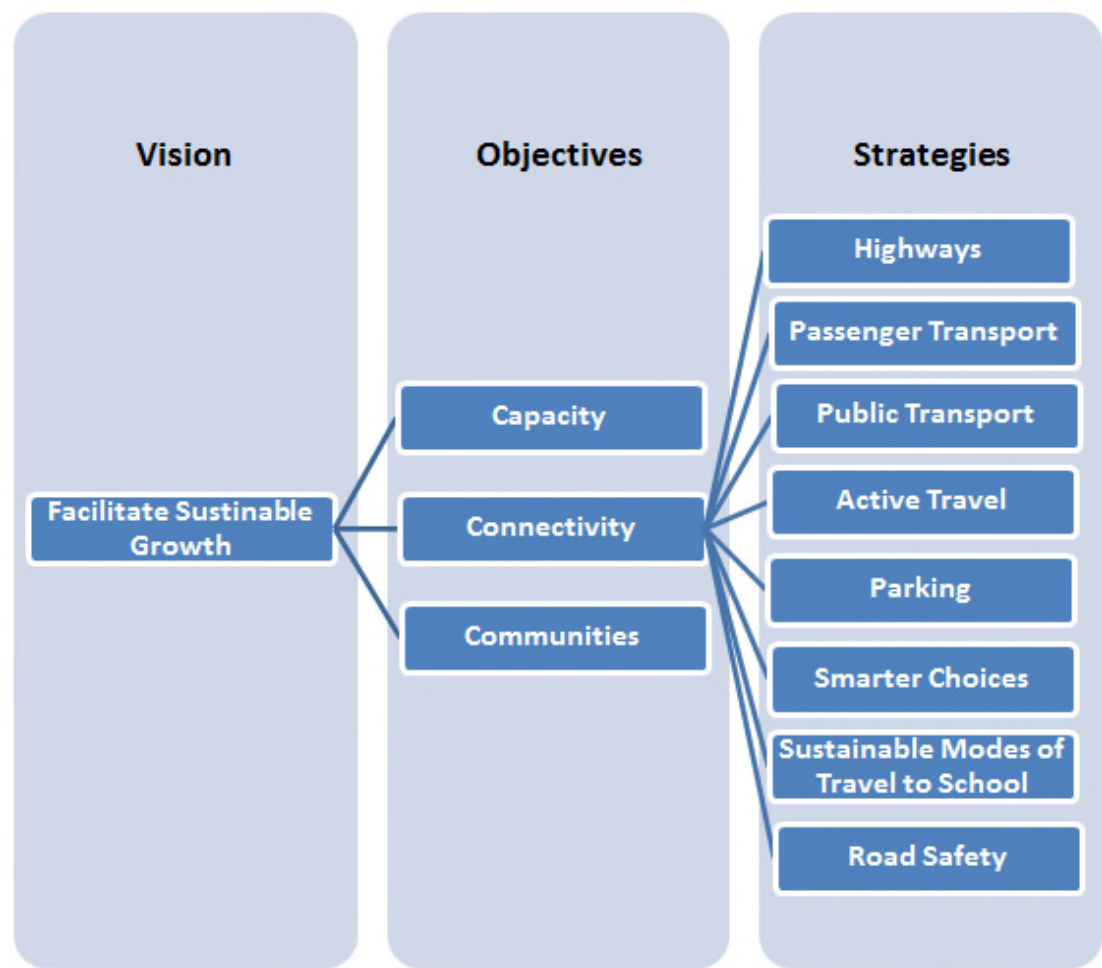 Vision
Facilitate Sustinable
Growth
Objectives
Capacity
Connectivity
Communities
Strategies
Highways
Passenger Transport
Public Transport
Active Travel
Parking
Smarter Choices
Sustainable Modes of
Travel to School
Road Safety